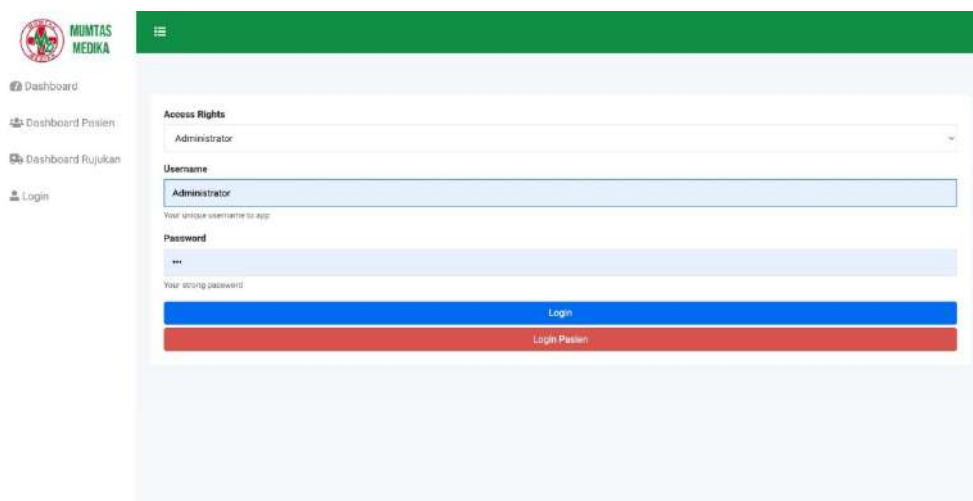 MUMTAS
MEDIKA
Dashboard
Dashboard Pasien
Dashboard Rujukan
Login
Access Rights
Administrator
Username
Administrator
Your unique username to app
Password
•••
Your strong password
Login
Login Pasien